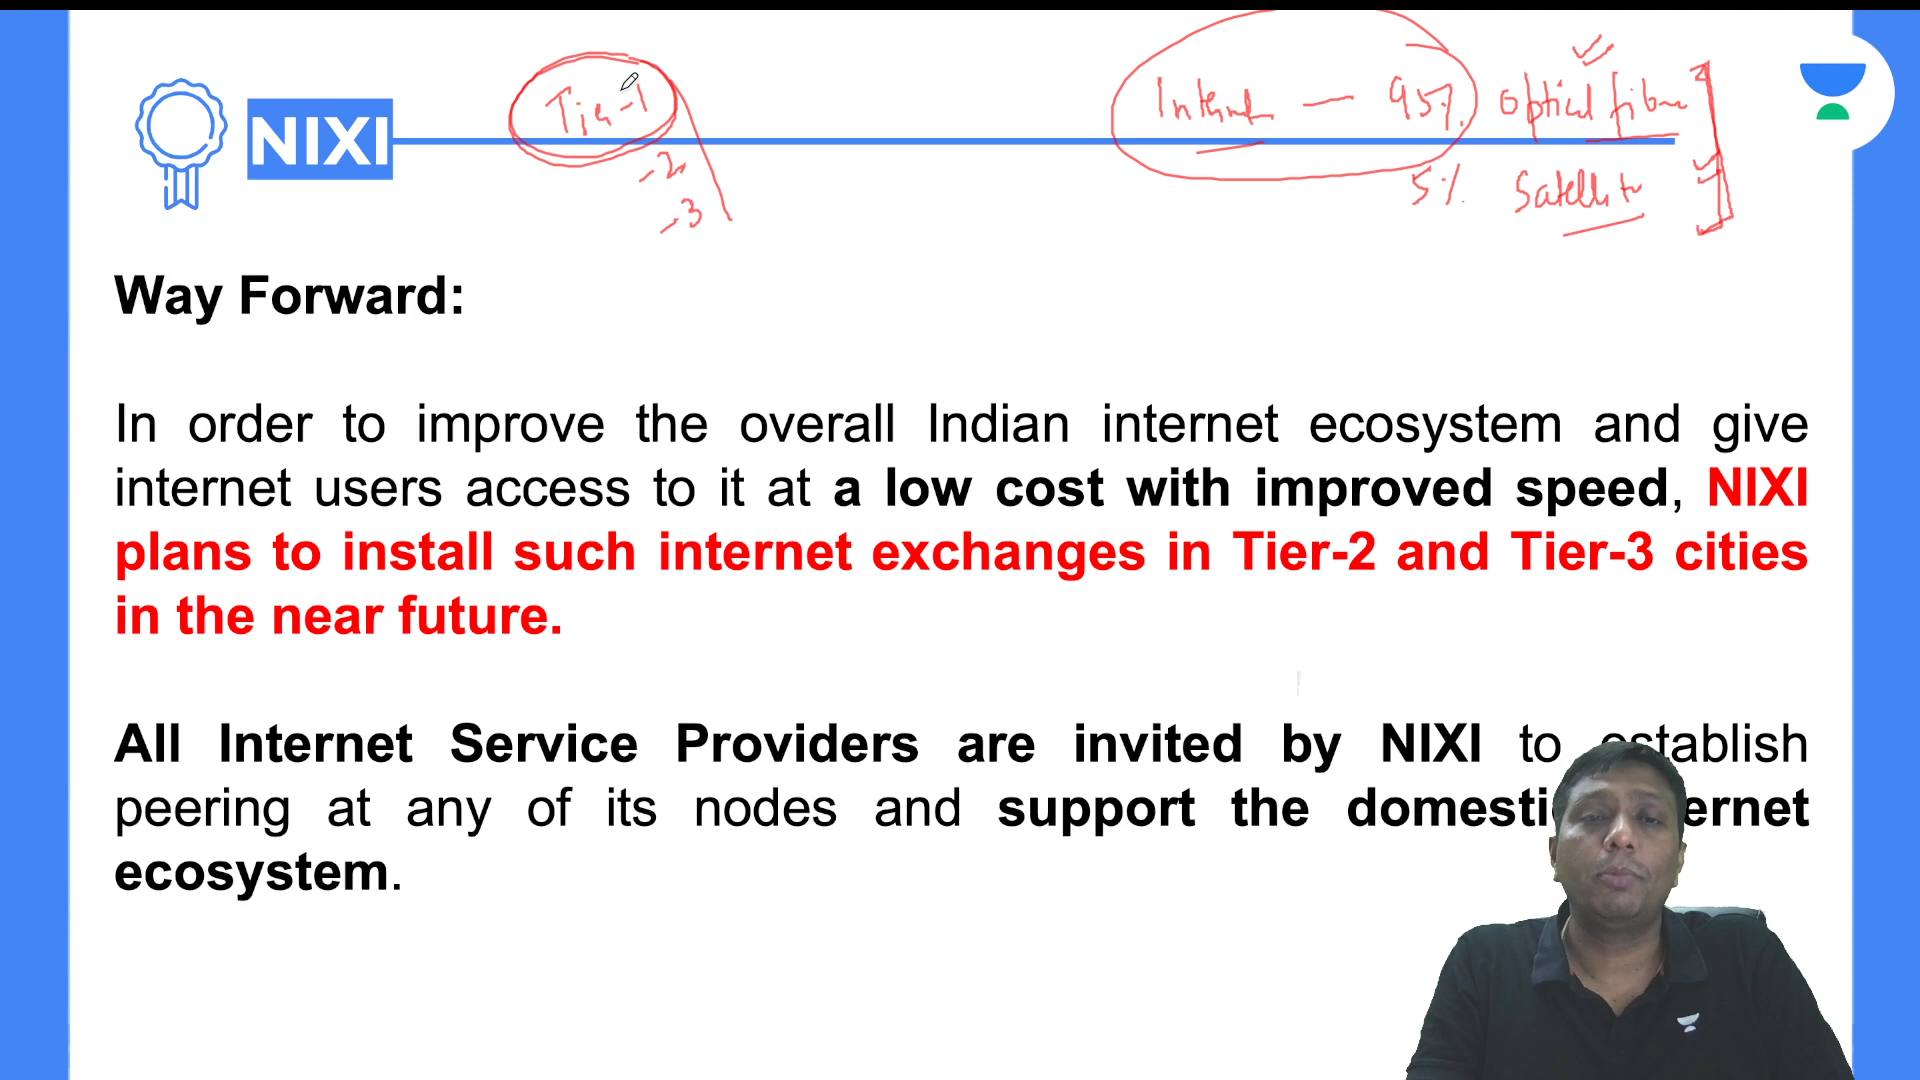 Tier-1
-2
-3
Internet — 95% Optical fibre
5% Satellite
NIXI
Way Forward:
In order to improve the overall Indian internet ecosystem and give
internet users access to it at a low cost with improved speed, NIXI
plans to install such internet exchanges in Tier-2 and Tier-3 cities
in the near future.
All Internet Service Providers are invited by NIXI to establish
peering at any of its nodes and support the domestic ernet
ecosystem.